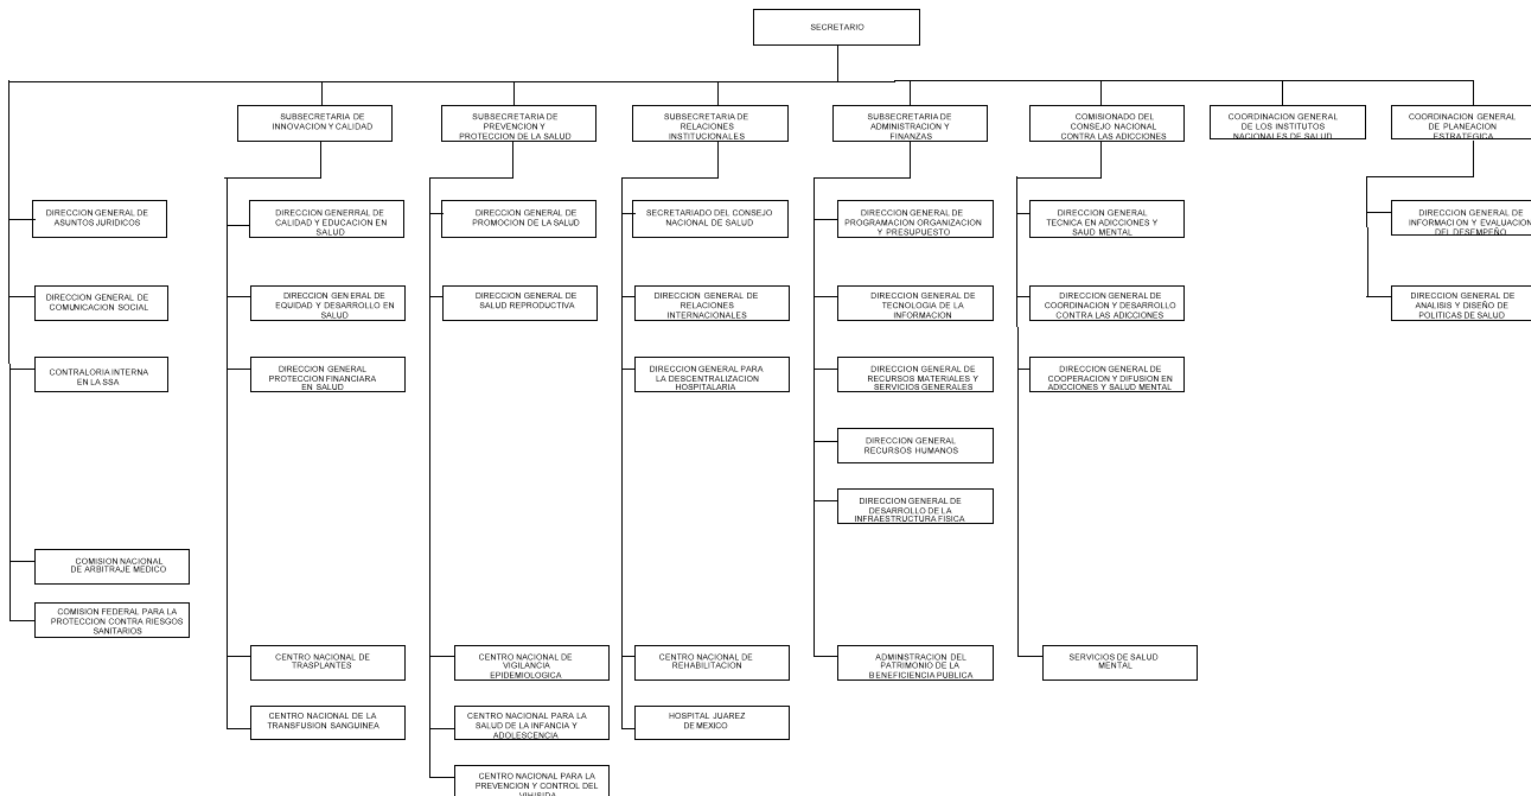 SECRETARIO
SUBSECRETARIA DE
INNOVACION Y CALIDAD
SUBSECRETARIA DE
PREVENCION Y
PROTECCION DE LA SALUD
SUBSECRETARIA DE
RELACIONES
INSTITUCIONALES
SUBSECRETARIA DE
ADMINISTRACION Y
FINANZAS
COMISIONADO DEL
CONSEJO NACIONAL
CONTRA LAS ADICCIONES
COORDINACION GENERAL
DE LOS INSTITUTOS
NACIONALES DE SALUD
COORDINACION GENERAL
DE PLANEACION
ESTRATEGICA
DIRECCION GENERAL DE
ASUNTOS JURIDICOS
DIRECCION GENERRAL DE
CALIDAD Y EDUCACION EN
SALUD
DIRECCION GENERAL DE
PROMOCION DE LA SALUD
SECRETARIADO DEL CONSEJO
NACIONAL DE SALUD
DIRECCION GENERAL DE
PROGRAMACION ORGANIZACION
Y PRESUPUESTO
DIRECCION GENERAL
TECNICA EN ADICCIONES Y
SAUD MENTAL
DIRECCION GENERAL DE
INFORMACION Y EVALUACION
DEL DESEMPEÑO
DIRECCION GENERAL DE
COMUNICACION SOCIAL
DIRECCION GENERAL DE
EQUIDAD Y DESARROLLO EN
SALUD
DIRECCION GENERAL DE
SALUD REPRODUCTIVA
DIRECCION GENERAL DE
RELACIONES
INTERNACIONALES
DIRECCION GENERAL DE
TECNOLOGIA DE LA
INFORMACION
DIRECCION GENERAL DE
COORDINACION Y DESARROLLO
CONTRA LAS ADICCIONES
DIRECCION GENERAL DE
ANALISIS Y DISEÑO DE
POLITICAS DE SALUD
CONTRALORIA INTERNA
EN LA SSA
DIRECCION GENERAL
PROTECCION FINANCIARA
EN SALUD
DIRECCION GENERAL PARA
LA DESCENTRALIZACION
HOSPITALARIA
DIRECCION GENERAL DE
RECURSOS MATERIALES Y
SERVICIOS GENERALES
DIRECCION GENERAL DE
COOPERACION Y DIFUSION EN
ADICCIONES Y SALUD MENTAL
DIRECCION GENERAL
RECURSOS HUMANOS
DIRECCION GENERAL DE
DESARROLLO DE LA
INFRAESTRUCTURA FISICA
COMISION NACIONAL
DE ARBITRAJE MEDICO
COMISION FEDERAL PARA LA
PROTECCION CONTRA RIESGOS
SANITARIOS
CENTRO NACIONAL DE
TRASPLANTES
CENTRO NACIONAL DE
VIGILANCIA
EPIDEMIOLOGICA
CENTRO NACIONAL DE
REHABILITACION
ADMINISTRACION DEL
PATRIMONIO DE LA
BENEFICIENCIA PUBLICA
SERVICIOS DE SALUD
MENTAL
CENTRO NACIONAL DE LA
TRANSFUSION SANGUINEA
CENTRO NACIONAL PARA LA
SALUD DE LA INFANCIA Y
ADOLESCENCIA
HOSPITAL JUAREZ
DE MEXICO
CENTRO NACIONAL PARA LA
PREVENCION Y CONTROL DEL
VIH/SIDA